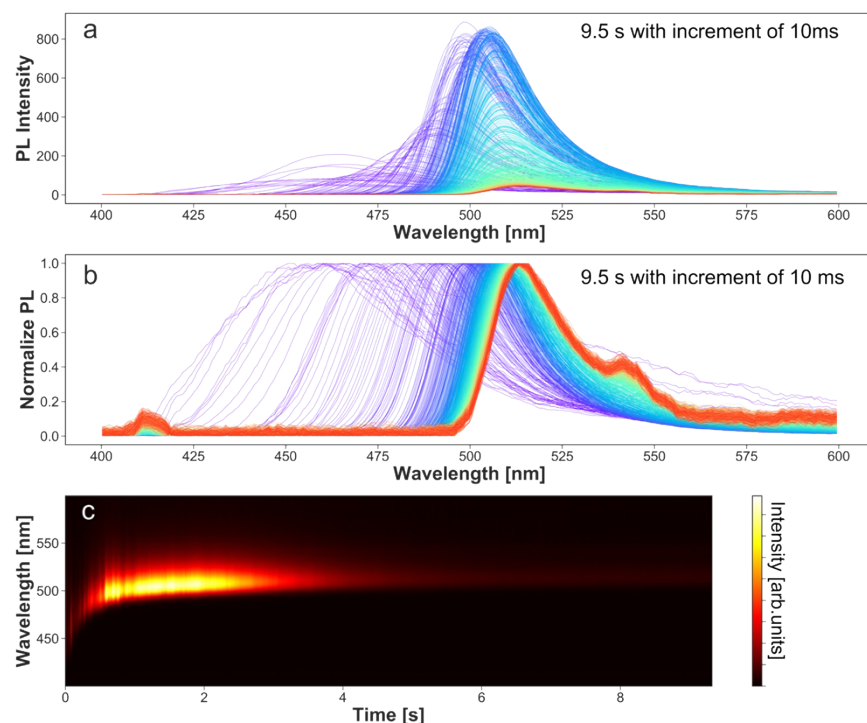 a
9.5 s with increment of 10ms
PL Intensity
800
600
400
200
0
400 425 450 475 500 525 550 575 600
Wavelength [nm]
b
9.5 s with increment of 10 ms
Normalize PL
1.0
0.8
0.6
0.4
0.2
0.0
400 425 450 475 500 525 550 575 600
Wavelength [nm]
c
Wavelength [nm]
550
500
450
0 2 4 6 8
Time [s]
Intensity [arb.units]